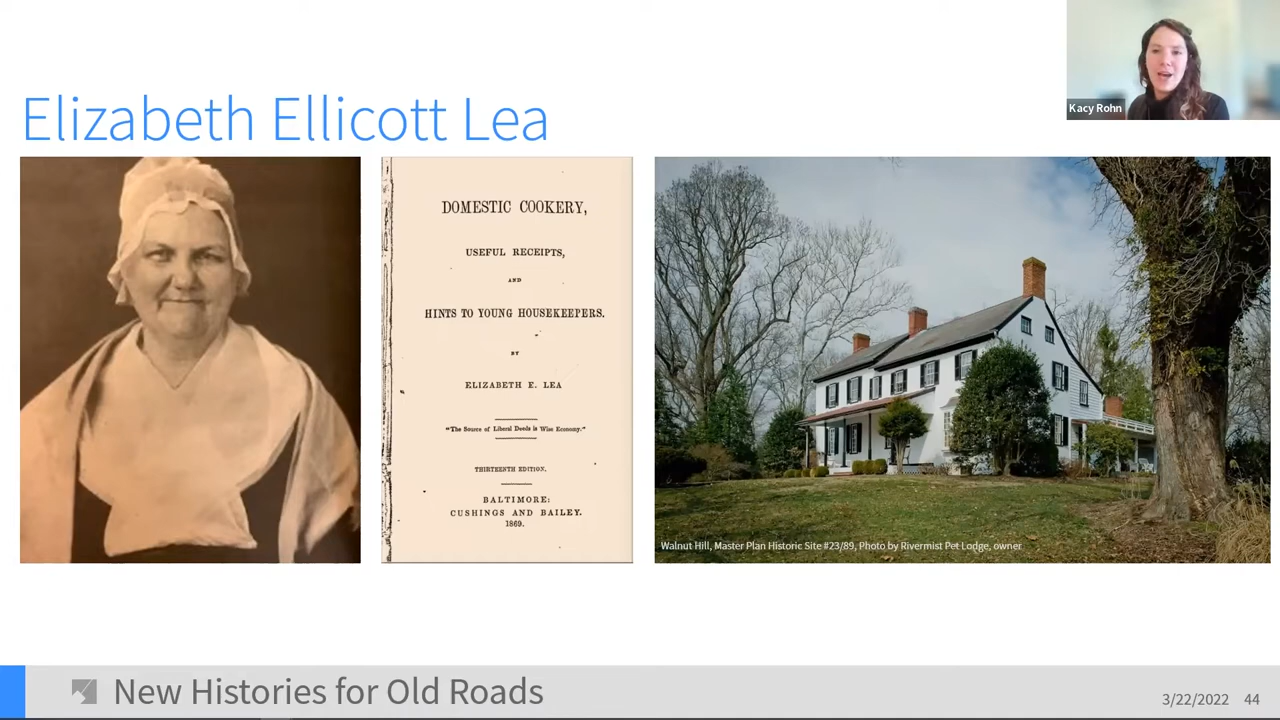 Kacy Rohn
Elizabeth Ellicott Lea
DOMESTIC COOKERY,
USEFUL RECEIPTS,
AND
HINTS TO YOUNG HOUSEKEEPERS.
BY
ELIZABETH E. LEA
"The Source of Liberal Deeds is Wise Economy."
THIRTEENTH EDITION.
BALTIMORE:
CUSHINGS AND BAILEY.
1869.
Walnut Hill, Master Plan Historic Site #23/89, Photo by Rivermist Pet Lodge, owner
New Histories for Old Roads
3/22/2022 44